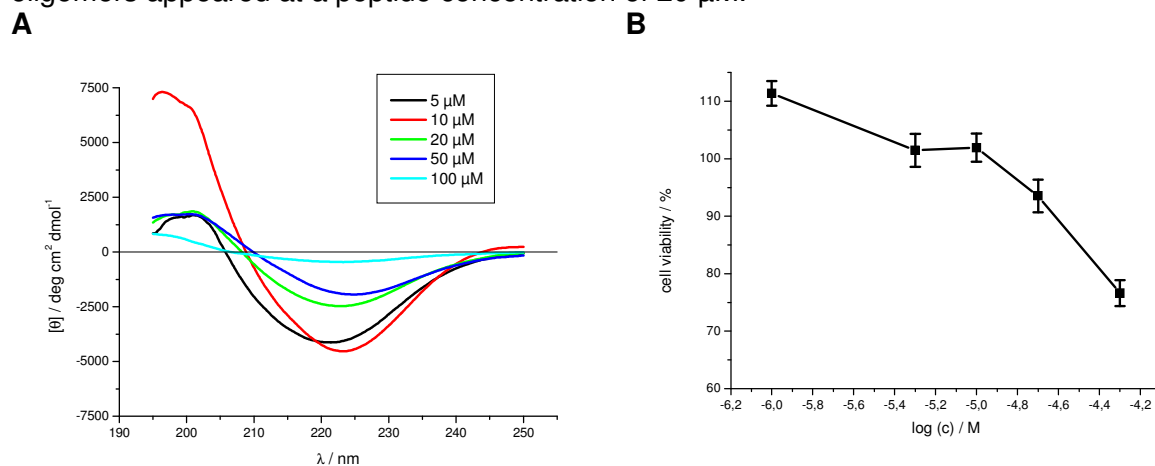 oligomers appeared at a peptide concentration of 20 µM.
A
B
7500
5000
2500
0
-2500
-5000
-7500
[θ] / deg cm² dmol⁻¹
190 200 210 220 230 240 250
λ / nm
5 µM
10 µM
20 µM
50 µM
100 µM
110
100
90
80
70
60
cell viability / %
-6,2 -6,0 -5,8 -5,6 -5,4 -5,2 -5,0 -4,8 -4,6 -4,4 -4,2
log (c) / M